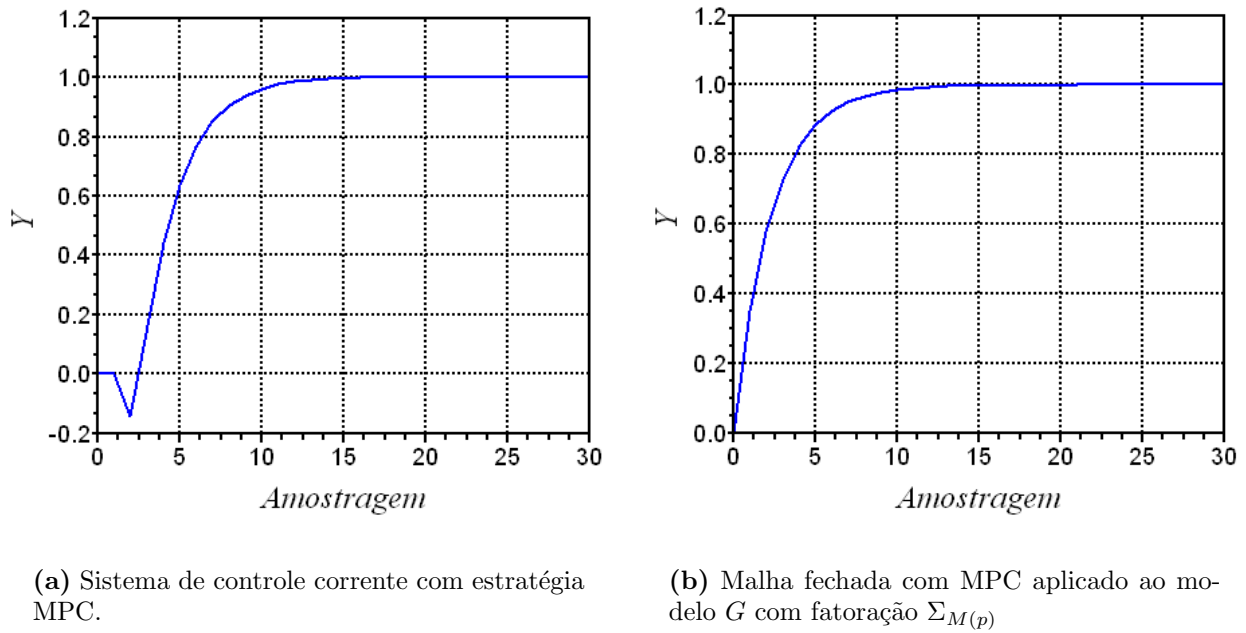 1.2
1.0
0.8
0.6
0.4
0.2
0.0
-0.2
Y
0 5 10 15 20 25 30
Amostragem
1.2
1.0
0.8
0.6
0.4
0.2
0.0
Y
0 5 10 15 20 25 30
Amostragem
(a) Sistema de controle corrente com estratégia
MPC.
(b) Malha fechada com MPC aplicado ao mo-
delo G com fatoração Σ_{M(p)}